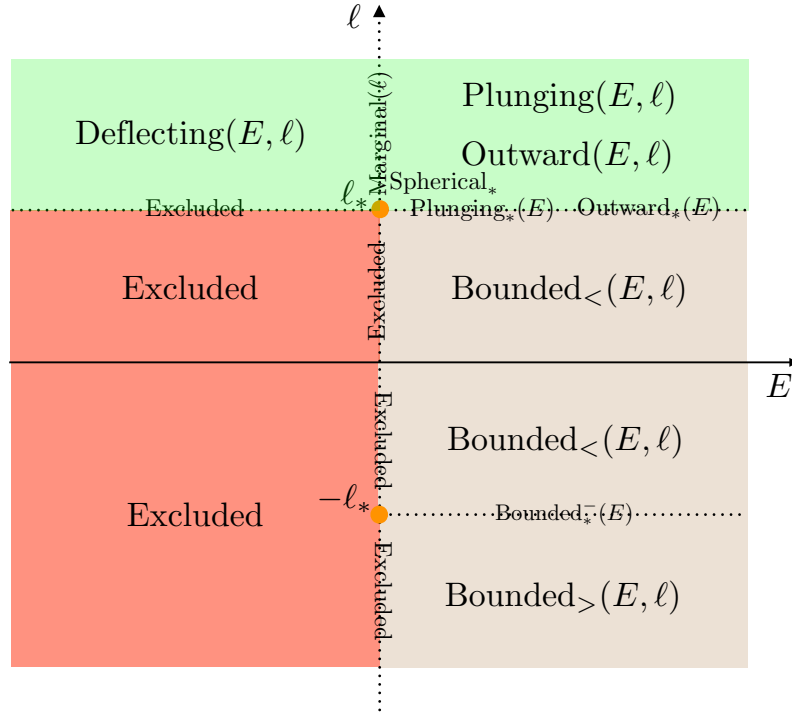 ℓ
Deflecting(E, ℓ)
Marginal(ℓ)
Plunging(E, ℓ)
Outward(E, ℓ)
ℓ*
Spherical*
Excluded
Plunging*(E)
Outward*(E)
Excluded
Excluded
Bounded<(E, ℓ)
E
Excluded
Bounded<(E, ℓ)
−ℓ*
Excluded
Bounded*−(E)
Excluded
Bounded>(E, ℓ)